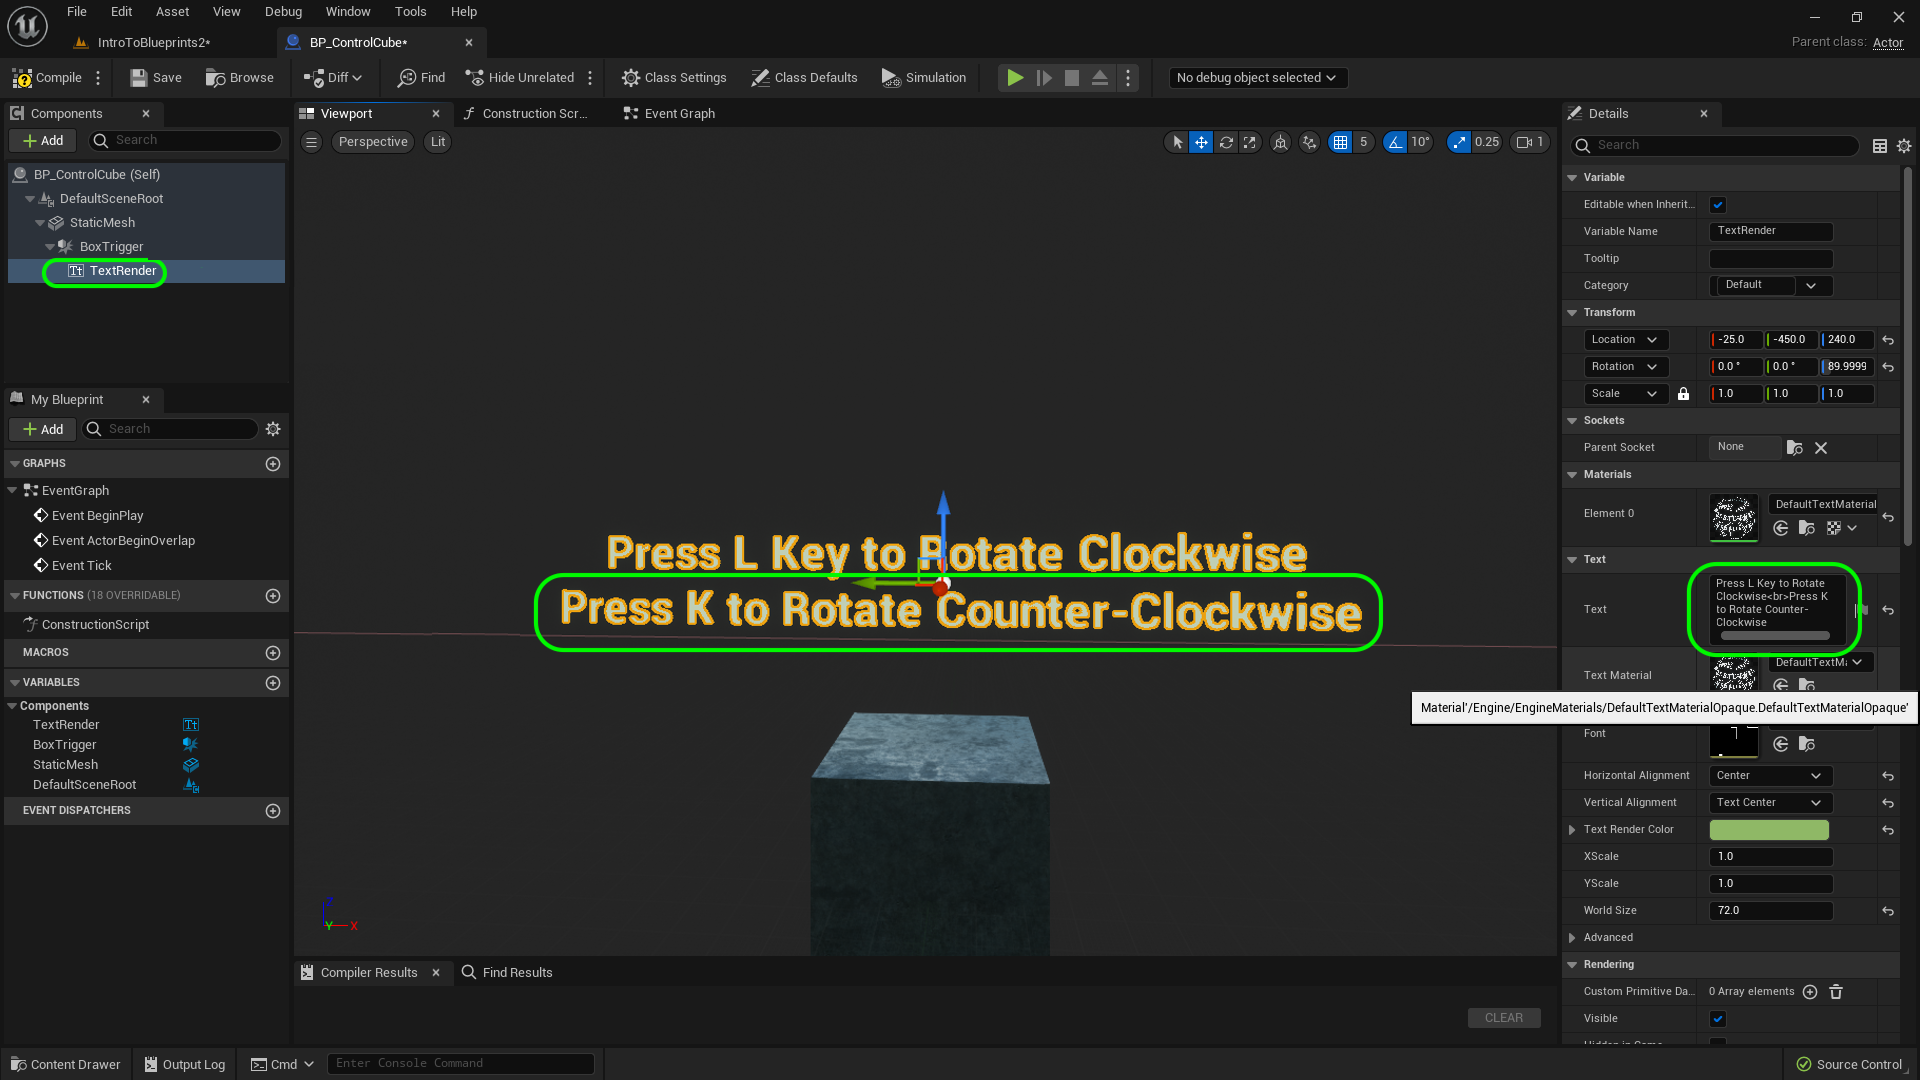 File Edit Asset View Debug Window Tools Help
IntroToBlueprints2*
BP_ControlCube*
Parent class: Actor
Compile
Save
Browse
Diff
Find
Hide Unrelated
Class Settings
Class Defaults
Simulation
No debug object selected
Components
Add
Search
BP_ControlCube (Self)
DefaultSceneRoot
StaticMesh
BoxTrigger
TextRender
My Blueprint
Add
Search
GRAPHS
EventGraph
Event BeginPlay
Event ActorBeginOverlap
Event Tick
FUNCTIONS (18 OVERRIDABLE)
ConstructionScript
MACROS
VARIABLES
Components
TextRender
BoxTrigger
StaticMesh
DefaultSceneRoot
EVENT DISPATCHERS
Viewport
Construction Scr...
Event Graph
Perspective
Lit
5
10°
0.25
1
Press L Key to Rotate Clockwise
Press K to Rotate Counter-Clockwise
Z
Y
X
Compiler Results
Find Results
CLEAR
Details
Search
Variable
Editable when Inherit...
Variable Name TextRender
Tooltip
Category Default
Transform
Location -25.0 -450.0 240.0
Rotation 0.0 ° 0.0 ° 89.9999
Scale 1.0 1.0 1.0
Sockets
Parent Socket None
Materials
Element 0 DefaultTextMaterial
Text
Text
Press L Key to Rotate
Clockwise<br>Press K
to Rotate Counter-
Clockwise
Text Material DefaultTextMa
Material'/Engine/EngineMaterials/DefaultTextMaterialOpaque.DefaultTextMaterialOpaque'
Font
Horizontal Alignment Center
Vertical Alignment Text Center
Text Render Color
XScale 1.0
YScale 1.0
World Size 72.0
Advanced
Rendering
Custom Primitive Da... 0 Array elements
Visible
Content Drawer
Output Log
Cmd
Enter Console Command
Source Control